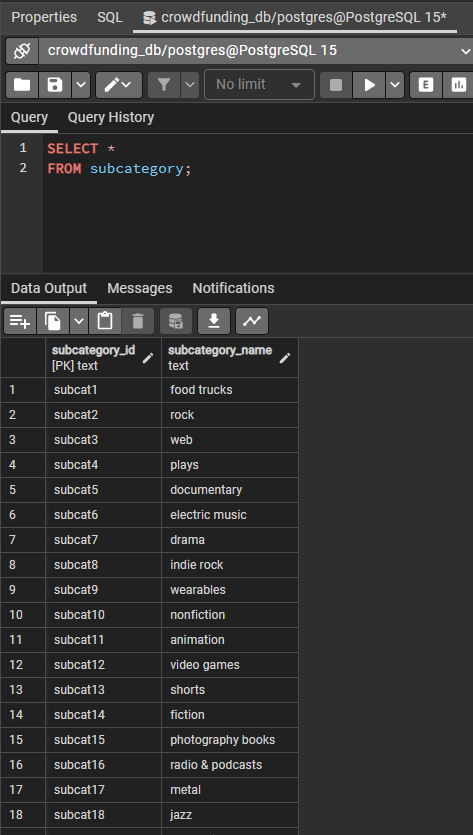 Properties SQL crowdfunding_db/postgres@PostgreSQL 15*
crowdfunding_db/postgres@PostgreSQL 15
No limit E
Query Query History
1 SELECT *
2 FROM subcategory;
Data Output Messages Notifications
subcategory_id subcategory_name
[PK] text text
1 subcat1 food trucks
2 subcat2 rock
3 subcat3 web
4 subcat4 plays
5 subcat5 documentary
6 subcat6 electric music
7 subcat7 drama
8 subcat8 indie rock
9 subcat9 wearables
10 subcat10 nonfiction
11 subcat11 animation
12 subcat12 video games
13 subcat13 shorts
14 subcat14 fiction
15 subcat15 photography books
16 subcat16 radio & podcasts
17 subcat17 metal
18 subcat18 jazz